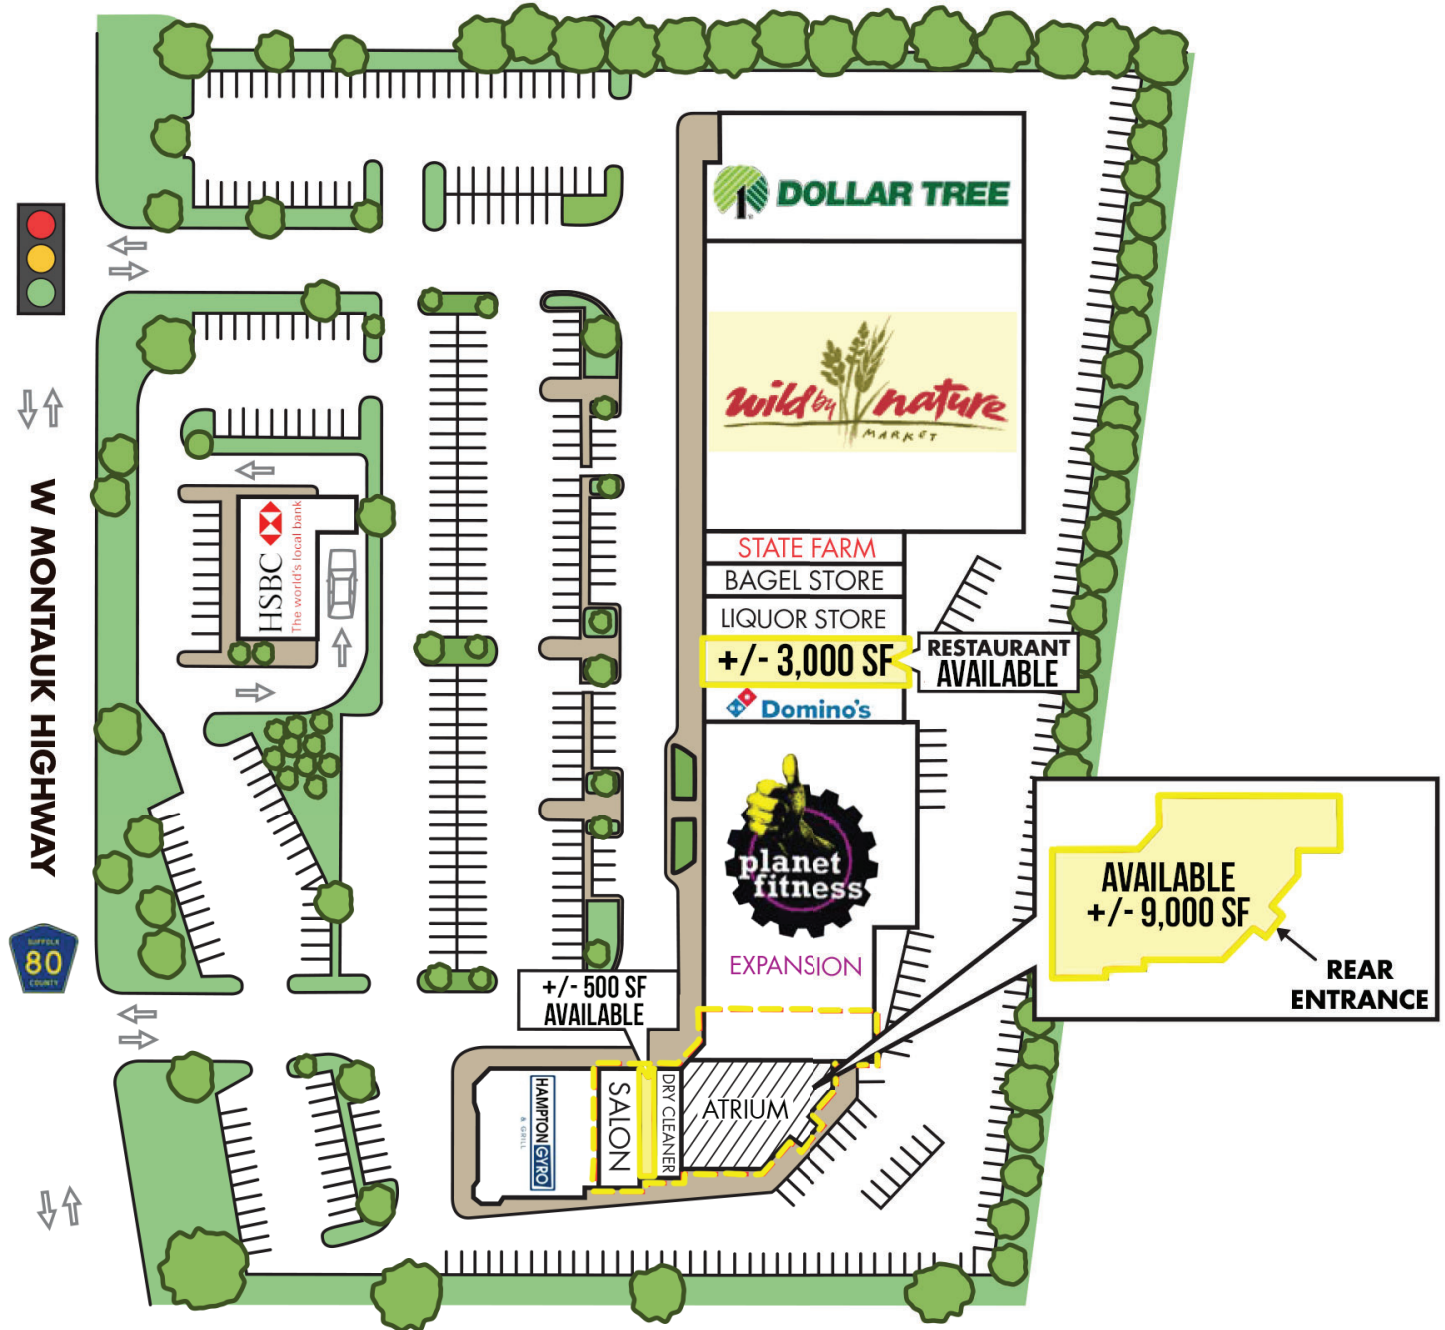 DOLLAR TREE
wild by nature
MARKET
STATE FARM
BAGEL STORE
LIQUOR STORE
+/- 3,000 SF
RESTAURANT
AVAILABLE
Domino's
planet
fitness
EXPANSION
HSBC
The world's local bank
W MONTAUK HIGHWAY
SUFFOLK
80
COUNTY
+/- 500 SF
AVAILABLE
HAMPTON GYRO
& GRILL
SALON
DRY CLEANER
ATRIUM
AVAILABLE
+/- 9,000 SF
REAR
ENTRANCE